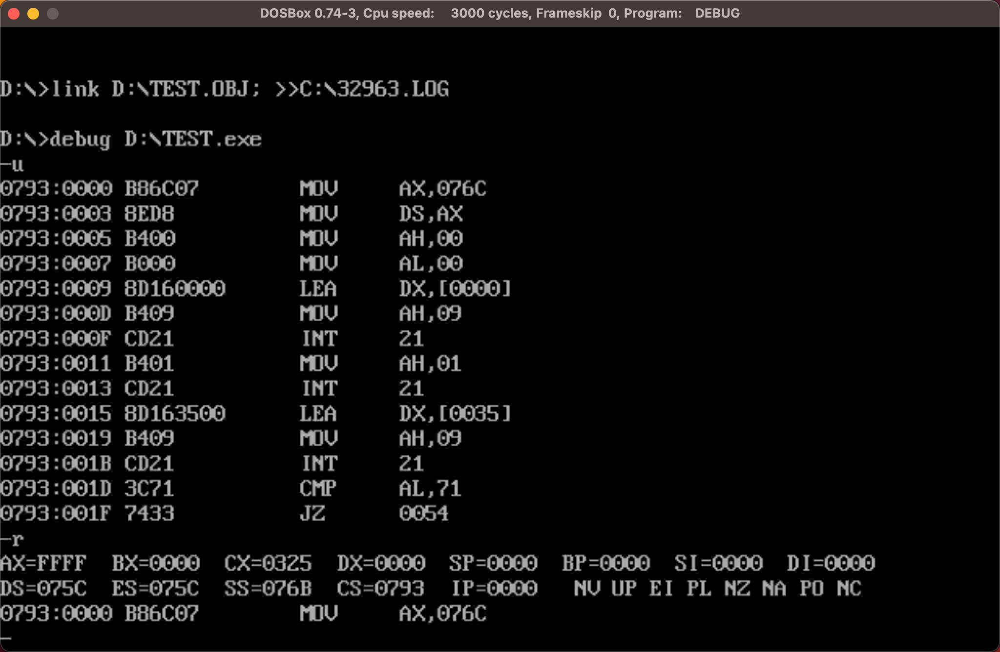 DOSBox 0.74-3, Cpu speed: 3000 cycles, Frameskip 0, Program: DEBUG
D:\>link D:\TEST.OBJ; >>C:\32963.LOG
D:\>debug D:\TEST.exe
-u
0793:0000 B86C07 MOV AX,076C
0793:0003 8ED8 MOV DS,AX
0793:0005 B400 MOV AH,00
0793:0007 B000 MOV AL,00
0793:0009 8D160000 LEA DX,[0000]
0793:000D B409 MOV AH,09
0793:000F CD21 INT 21
0793:0011 B401 MOV AH,01
0793:0013 CD21 INT 21
0793:0015 8D163500 LEA DX,[0035]
0793:0019 B409 MOV AH,09
0793:001B CD21 INT 21
0793:001D 3C71 CMP AL,71
0793:001F 7433 JZ 0054
-r
AX=FFFF BX=0000 CX=0325 DX=0000 SP=0000 BP=0000 SI=0000 DI=0000
DS=075C ES=075C SS=076B CS=0793 IP=0000 NV UP EI PL NZ NA PO NC
0793:0000 B86C07 MOV AX,076C
-